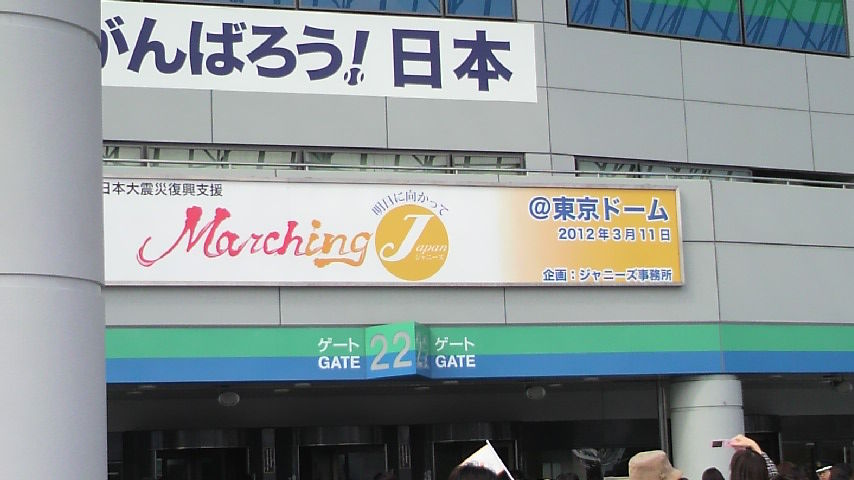 がんばろう!日本
日本大震災復興支援
明日に向かって
Marching J
apan
ジャニーズ
@東京ドーム
2012年3月11日
企画：ジャニーズ事務所
ゲート 22 ゲート
GATE GATE